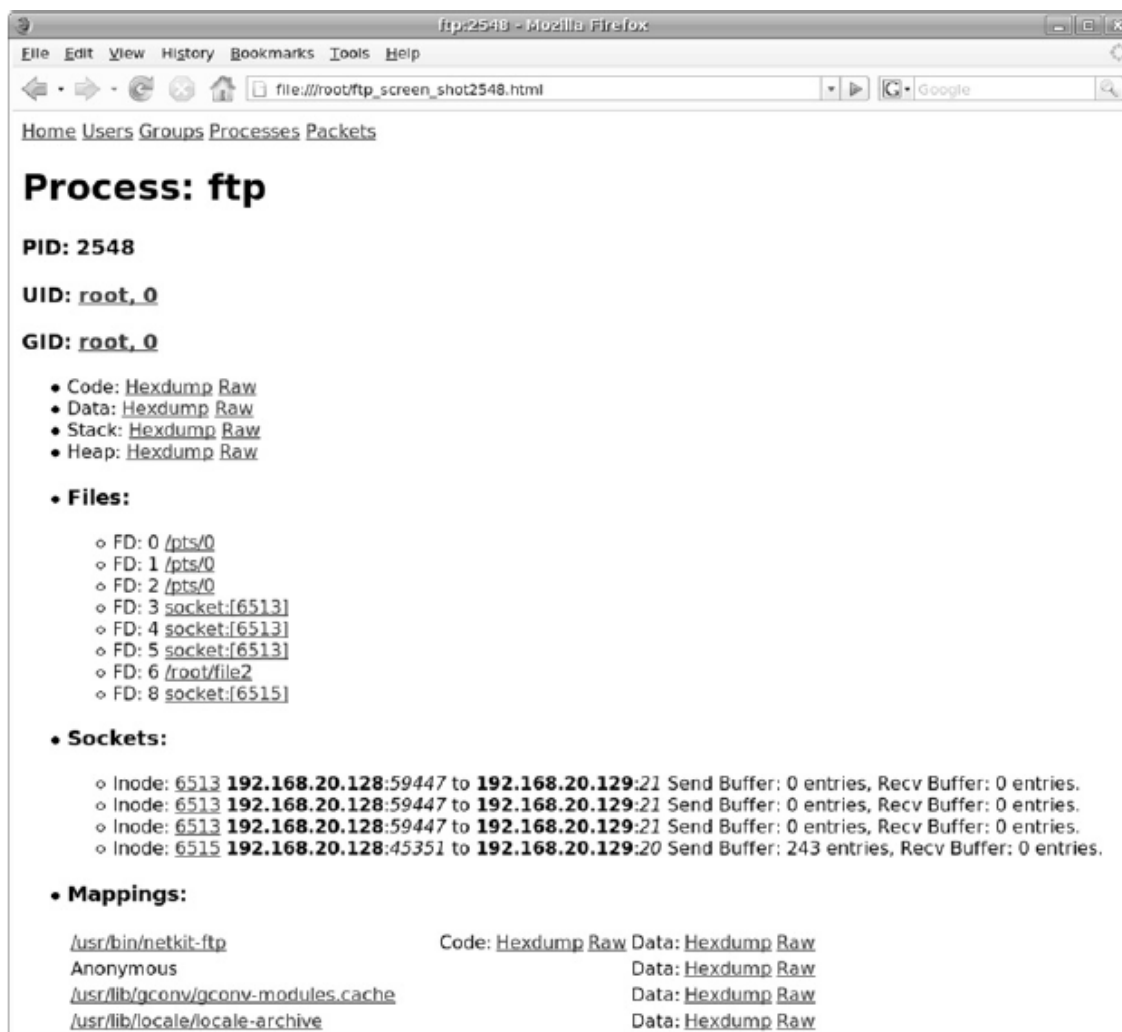 ftp:2548 - Mozilla Firefox
File Edit View History Bookmarks Tools Help
file:///root/ftp_screen_shot2548.html
G Google
Home Users Groups Processes Packets
Process: ftp
PID: 2548
UID: root, 0
GID: root, 0
• Code: Hexdump Raw
• Data: Hexdump Raw
• Stack: Hexdump Raw
• Heap: Hexdump Raw
• Files:
◦ FD: 0 /pts/0
◦ FD: 1 /pts/0
◦ FD: 2 /pts/0
◦ FD: 3 socket:[6513]
◦ FD: 4 socket:[6513]
◦ FD: 5 socket:[6513]
◦ FD: 6 /root/file2
◦ FD: 8 socket:[6515]
• Sockets:
◦ Inode: 6513 192.168.20.128:59447 to 192.168.20.129:21 Send Buffer: 0 entries, Recv Buffer: 0 entries.
◦ Inode: 6513 192.168.20.128:59447 to 192.168.20.129:21 Send Buffer: 0 entries, Recv Buffer: 0 entries.
◦ Inode: 6513 192.168.20.128:59447 to 192.168.20.129:21 Send Buffer: 0 entries, Recv Buffer: 0 entries.
◦ Inode: 6515 192.168.20.128:45351 to 192.168.20.129:20 Send Buffer: 243 entries, Recv Buffer: 0 entries.
• Mappings:
/usr/bin/netkit-ftp Code: Hexdump Raw Data: Hexdump Raw
Anonymous Data: Hexdump Raw
/usr/lib/gconv/gconv-modules.cache Data: Hexdump Raw
/usr/lib/locale/locale-archive Data: Hexdump Raw